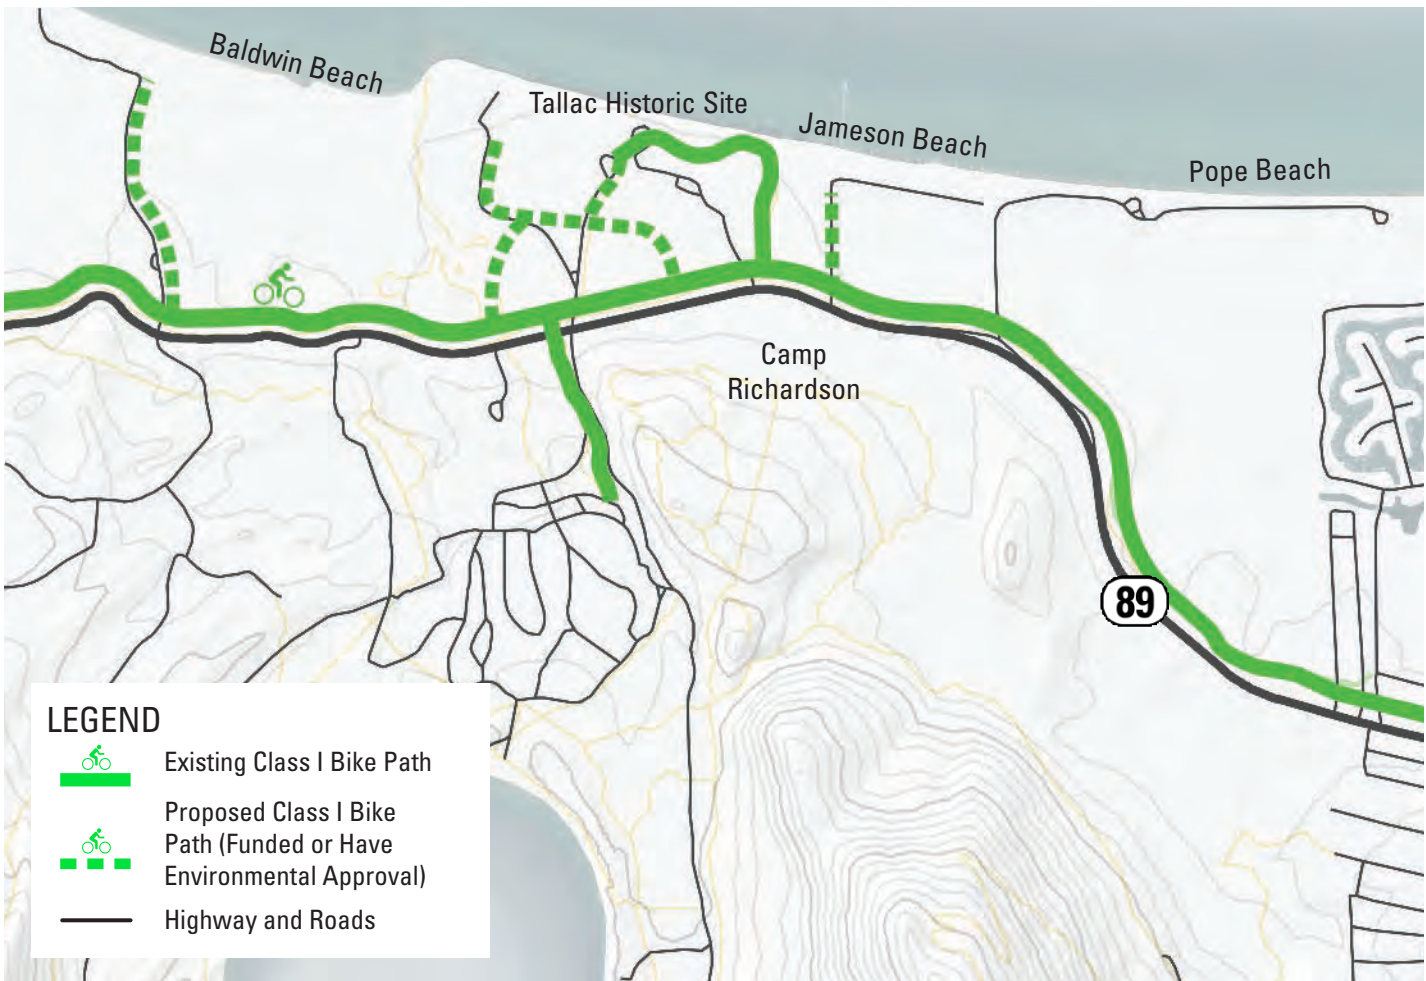 Baldwin Beach
Tallac Historic Site
Jameson Beach
Pope Beach
Camp
Richardson
89
LEGEND
Existing Class I Bike Path
Proposed Class I Bike
Path (Funded or Have
Environmental Approval)
Highway and Roads